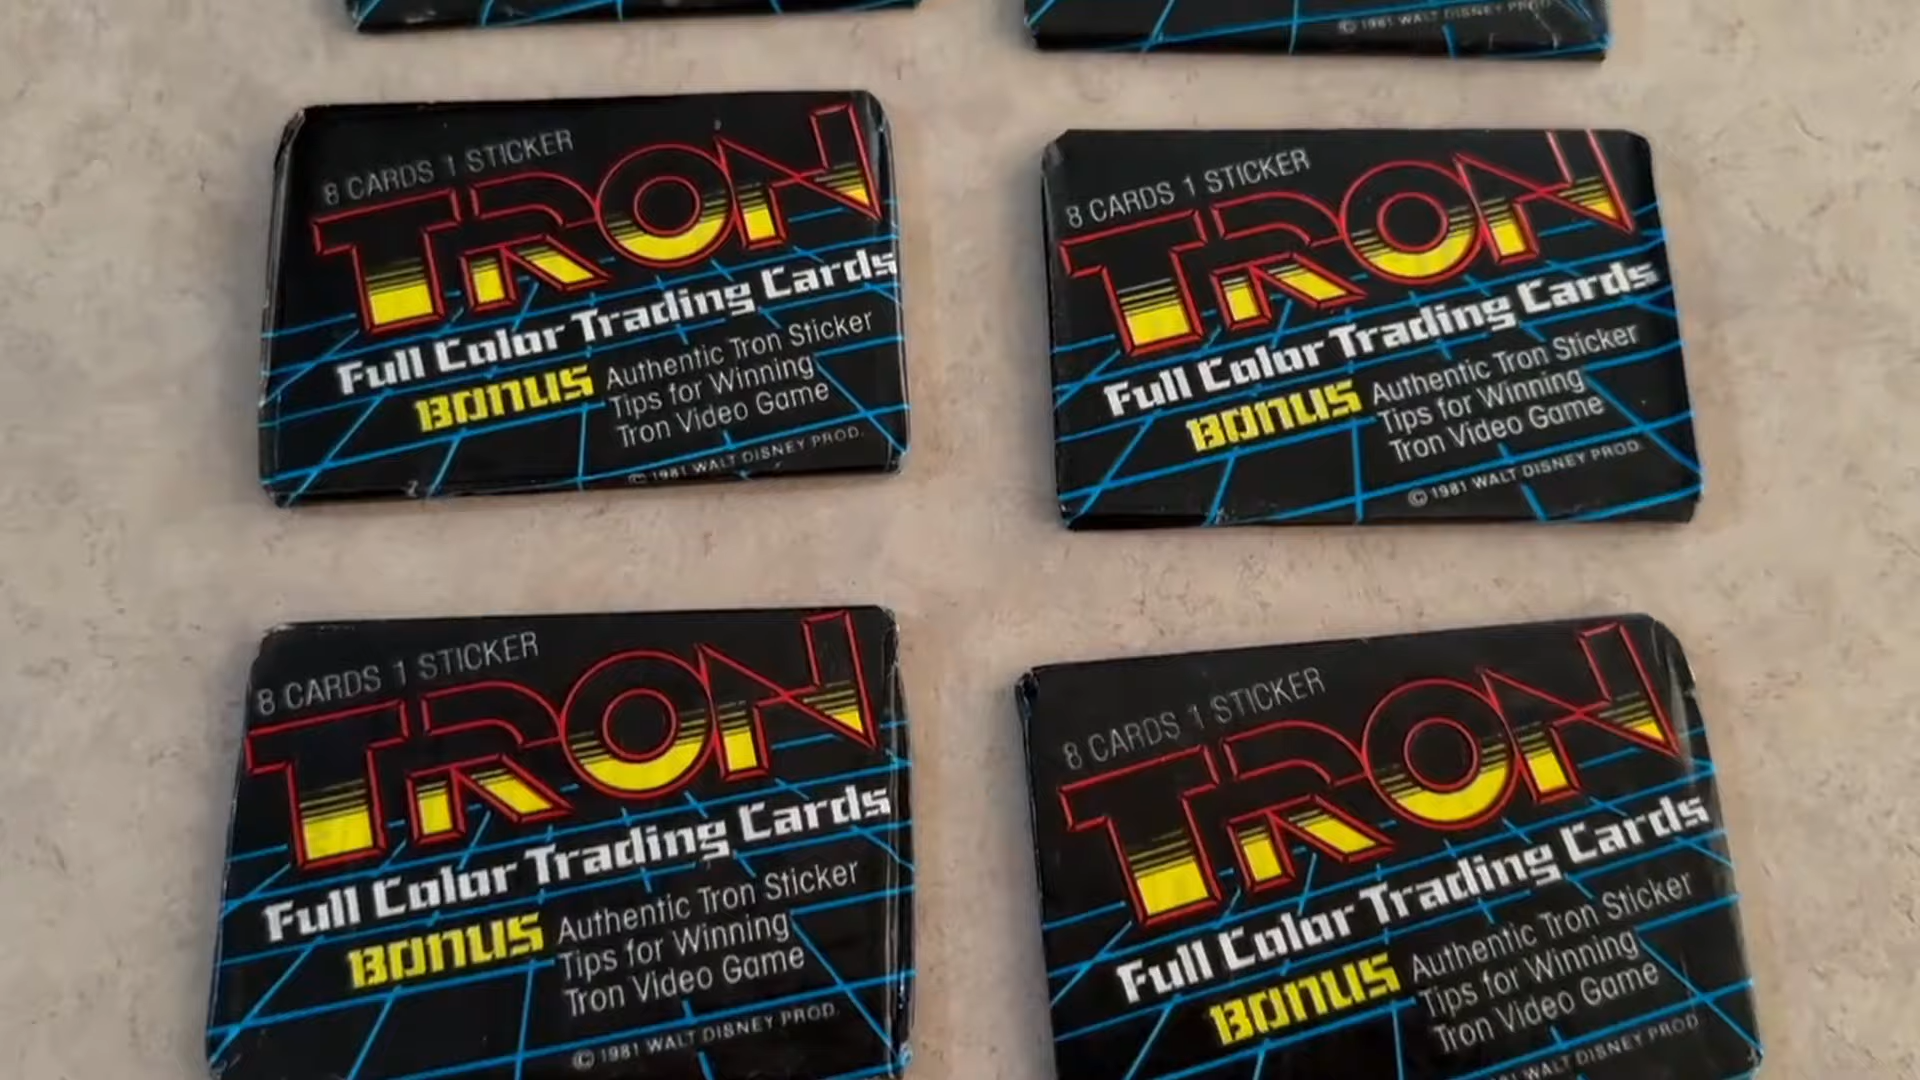 © 1981 WALT DISNEY PROD
8 CARDS 1 STICKER
TRON
Full Color Trading Cards
BONUS Authentic Tron Sticker
Tips for Winning
Tron Video Game
© 1981 WALT DISNEY PROD.
8 CARDS 1 STICKER
TRON
Full Color Trading Cards
BONUS Authentic Tron Sticker
Tips for Winning
Tron Video Game
© 1981 WALT DISNEY PROD.
8 CARDS 1 STICKER
TRON
Full Color Trading Cards
BONUS Authentic Tron Sticker
Tips for Winning
Tron Video Game
© 1981 WALT DISNEY PROD.
8 CARDS 1 STICKER
TRON
Full Color Trading Cards
BONUS Authentic Tron Sticker
Tips for Winning
Tron Video Game
WALT DISNEY PROD